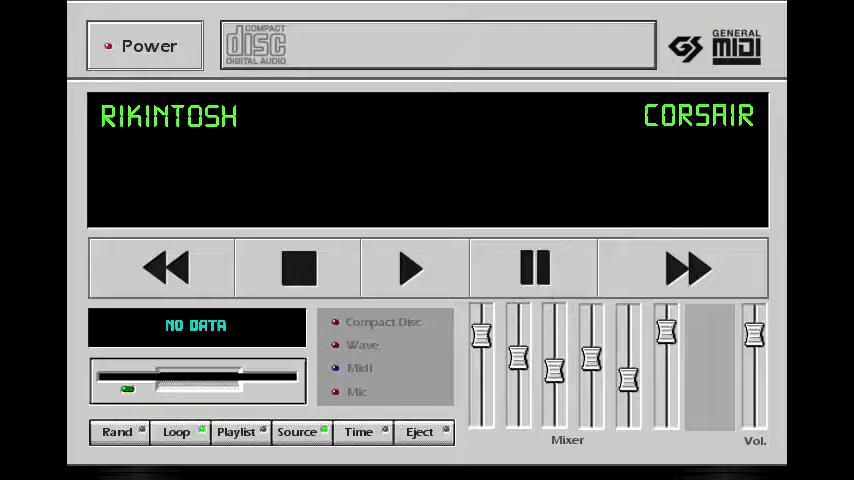 Power
COMPACT
disc
DIGITAL AUDIO
GS
GENERAL
MIDI
RIKINTOSH
CORSAIR
NO DATA
Compact Disc
Wave
Midi
Mic
Rand
Loop
Playlist
Source
Time
Eject
Mixer
Vol.